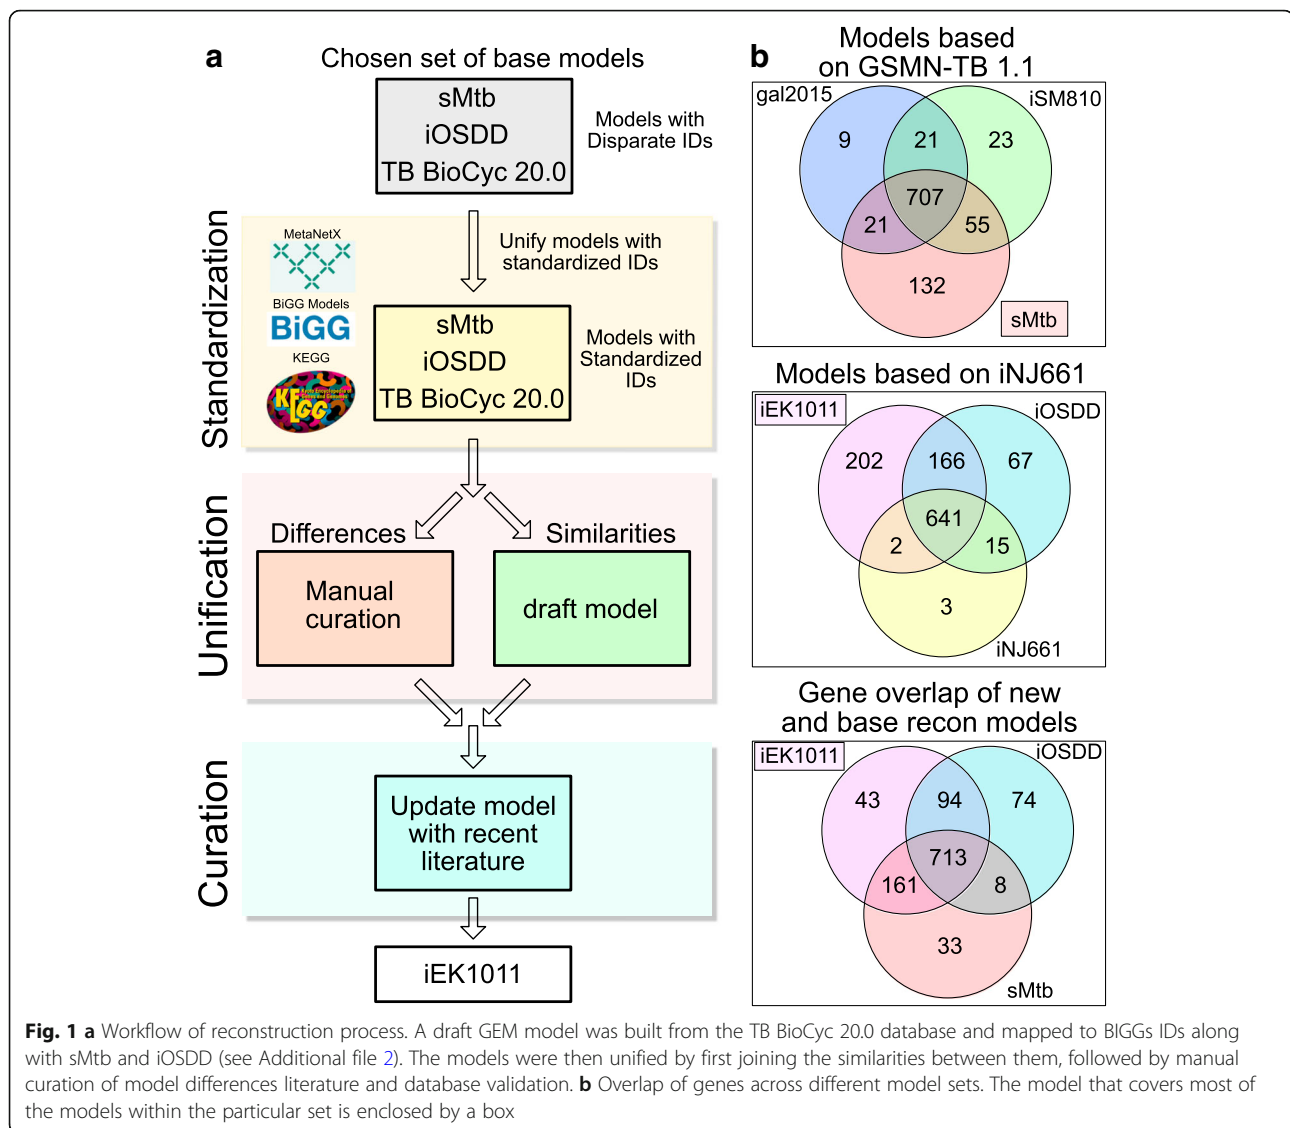 a
Chosen set of base models
sMtb
iOSDD
TB BioCyc 20.0
Models with
Disparate IDs
Standardization
MetaNetX
BiGG Models
BiGG
KEGG
KEGG
Unify models with
standardized IDs
sMtb
iOSDD
TB BioCyc 20.0
Models with
Standardized
IDs
Unification
Differences
Similarities
Manual
curation
draft model
Curation
Update model
with recent
literature
iEK1011
b
Models based
on GSMN-TB 1.1
gal2015
iSM810
9
21
23
707
21
55
132
sMtb
Models based on iNJ661
iEK1011
iOSDD
202
166
67
641
2
15
3
iNJ661
Gene overlap of new
and base recon models
iEK1011
iOSDD
43
94
74
713
161
8
33
sMtb
Fig. 1 a Workflow of reconstruction process. A draft GEM model was built from the TB BioCyc 20.0 database and mapped to BIGGs IDs along
with sMtb and iOSDD (see Additional file 2). The models were then unified by first joining the similarities between them, followed by manual
curation of model differences literature and database validation. b Overlap of genes across different model sets. The model that covers most of
the models within the particular set is enclosed by a box